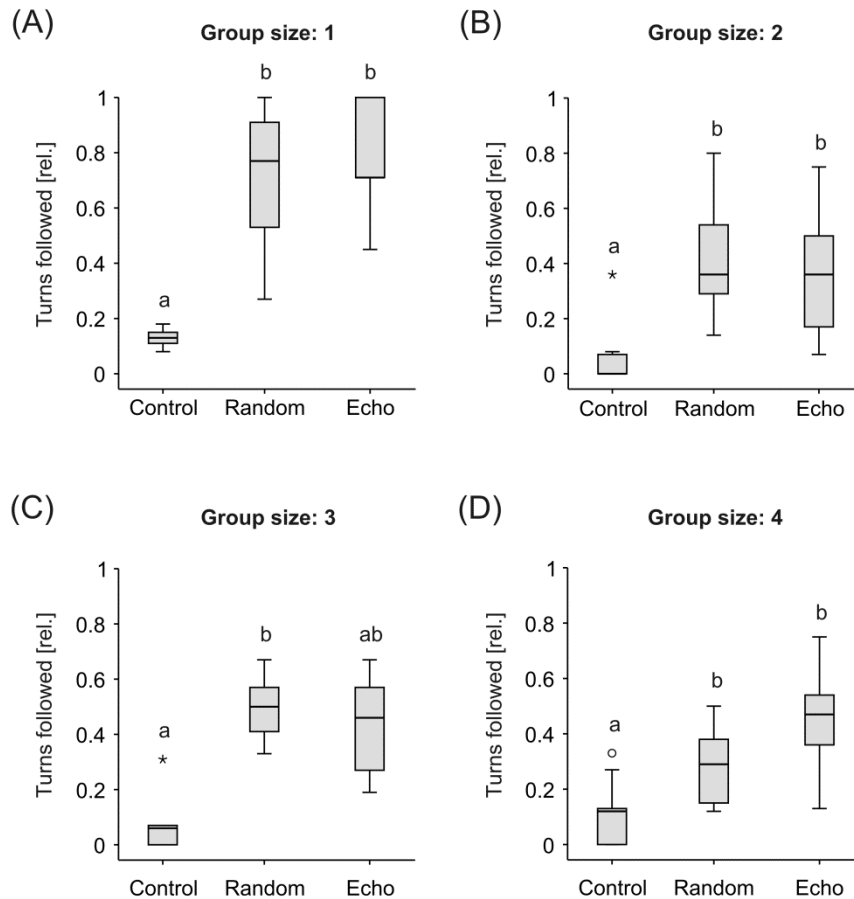 (A)
Group size: 1
b b
1
0.8
0.6
0.4
0.2
0
Turns followed [rel.]
a
Control Random Echo
(B)
Group size: 2
1
0.8
0.6
0.4
0.2
0
Turns followed [rel.]
b b
a
*
Control Random Echo
(C)
Group size: 3
1
0.8
0.6
0.4
0.2
0
Turns followed [rel.]
b ab
a
*
Control Random Echo
(D)
Group size: 4
1
0.8
0.6
0.4
0.2
0
Turns followed [rel.]
b
b
a
Control Random Echo